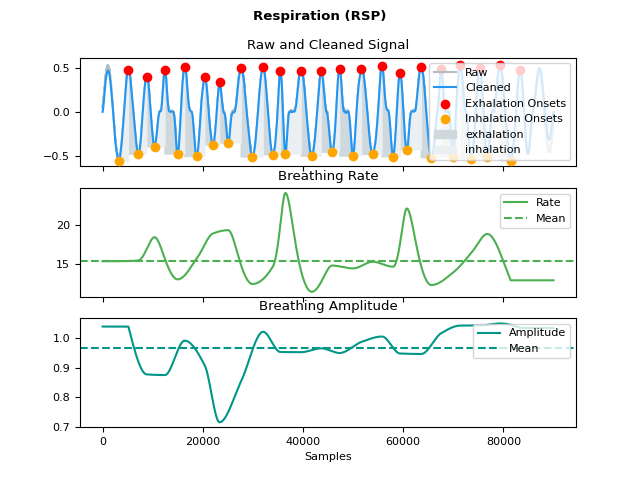 Respiration (RSP)
Raw and Cleaned Signal
0.5
0.0
−0.5
Raw
Cleaned
Exhalation Onsets
Inhalation Onsets
exhalation
inhalation
Breathing Rate
20
15
Rate
Mean
Breathing Amplitude
1.0
0.9
0.8
0.7
Amplitude
Mean
0 20000 40000 60000 80000
Samples